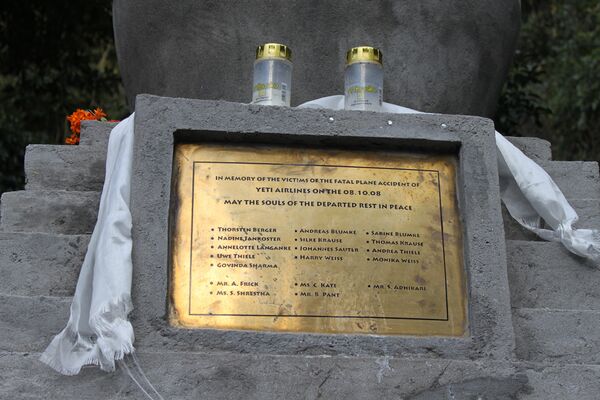 In memory of the victims of the fatal plane accident of
Yeti Airlines on the 08.10.08
May the souls of the departed rest in peace
• Thorsten Berger • Andreas Blumke • Sabine Blumke
• Nadine Jankoster • Silke Krause • Thomas Krause
• Annelotte Langanke • Johannes Sauter • Andrea Thiele
• Uwe Thiele • Harry Weiss • Monika Weiss
• Govinda Sharma
• Mr. A. Frick • Ms. C. Kate • Mr. S. Adhikari
• Ms. S. Shrestha • Mr. B. Pant